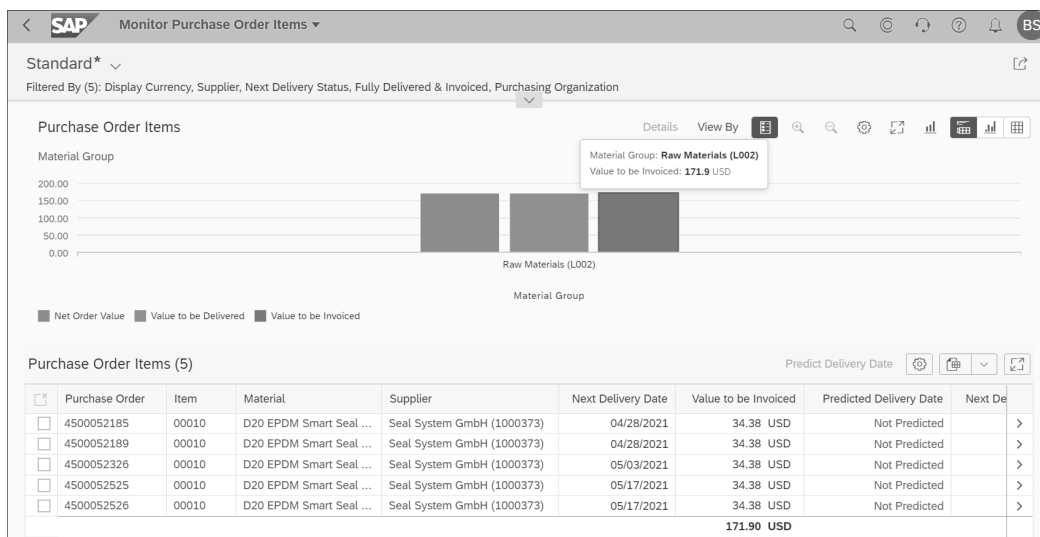 SAP Monitor Purchase Order Items BS
Standard*
Filtered By (5): Display Currency, Supplier, Next Delivery Status, Fully Delivered & Invoiced, Purchasing Organization
Purchase Order Items Details View By
Material Group
Material Group: Raw Materials (L002)
Value to be Invoiced: 171.9 USD
200.00
150.00
100.00
50.00
0.00
Raw Materials (L002)
Material Group
Net Order Value Value to be Delivered Value to be Invoiced
Purchase Order Items (5) Predict Delivery Date
Purchase Order Item Material Supplier Next Delivery Date Value to be Invoiced Predicted Delivery Date Next De
4500052185 00010 D20 EPDM Smart Seal ... Seal System GmbH (1000373) 04/28/2021 34.38 USD Not Predicted
4500052189 00010 D20 EPDM Smart Seal ... Seal System GmbH (1000373) 04/28/2021 34.38 USD Not Predicted
4500052326 00010 D20 EPDM Smart Seal ... Seal System GmbH (1000373) 05/03/2021 34.38 USD Not Predicted
4500052525 00010 D20 EPDM Smart Seal ... Seal System GmbH (1000373) 05/17/2021 34.38 USD Not Predicted
4500052526 00010 D20 EPDM Smart Seal ... Seal System GmbH (1000373) 05/17/2021 34.38 USD Not Predicted
171.90 USD